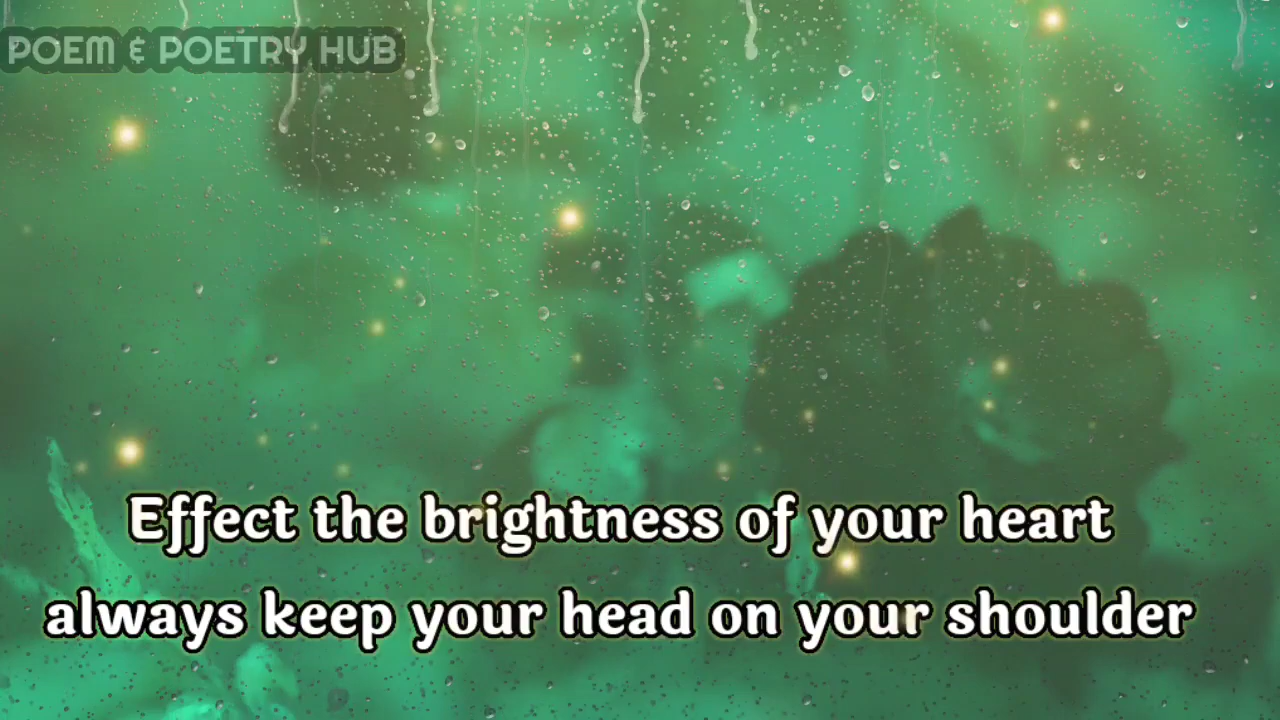 POEM & POETRY HUB
Effect the brightness of your heart
always keep your head on your shoulder